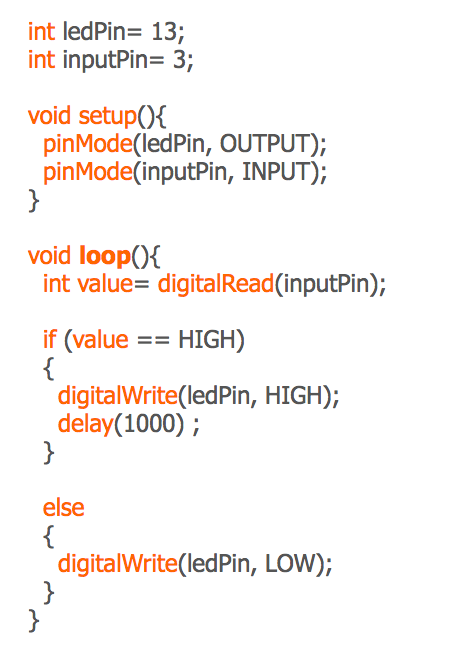 int ledPin= 13;
int inputPin= 3;
void setup(){
pinMode(ledPin, OUTPUT);
pinMode(inputPin, INPUT);
}
void loop(){
int value= digitalRead(inputPin);
if (value == HIGH)
{
digitalWrite(ledPin, HIGH);
delay(1000) ;
}
else
{
digitalWrite(ledPin, LOW);
}
}